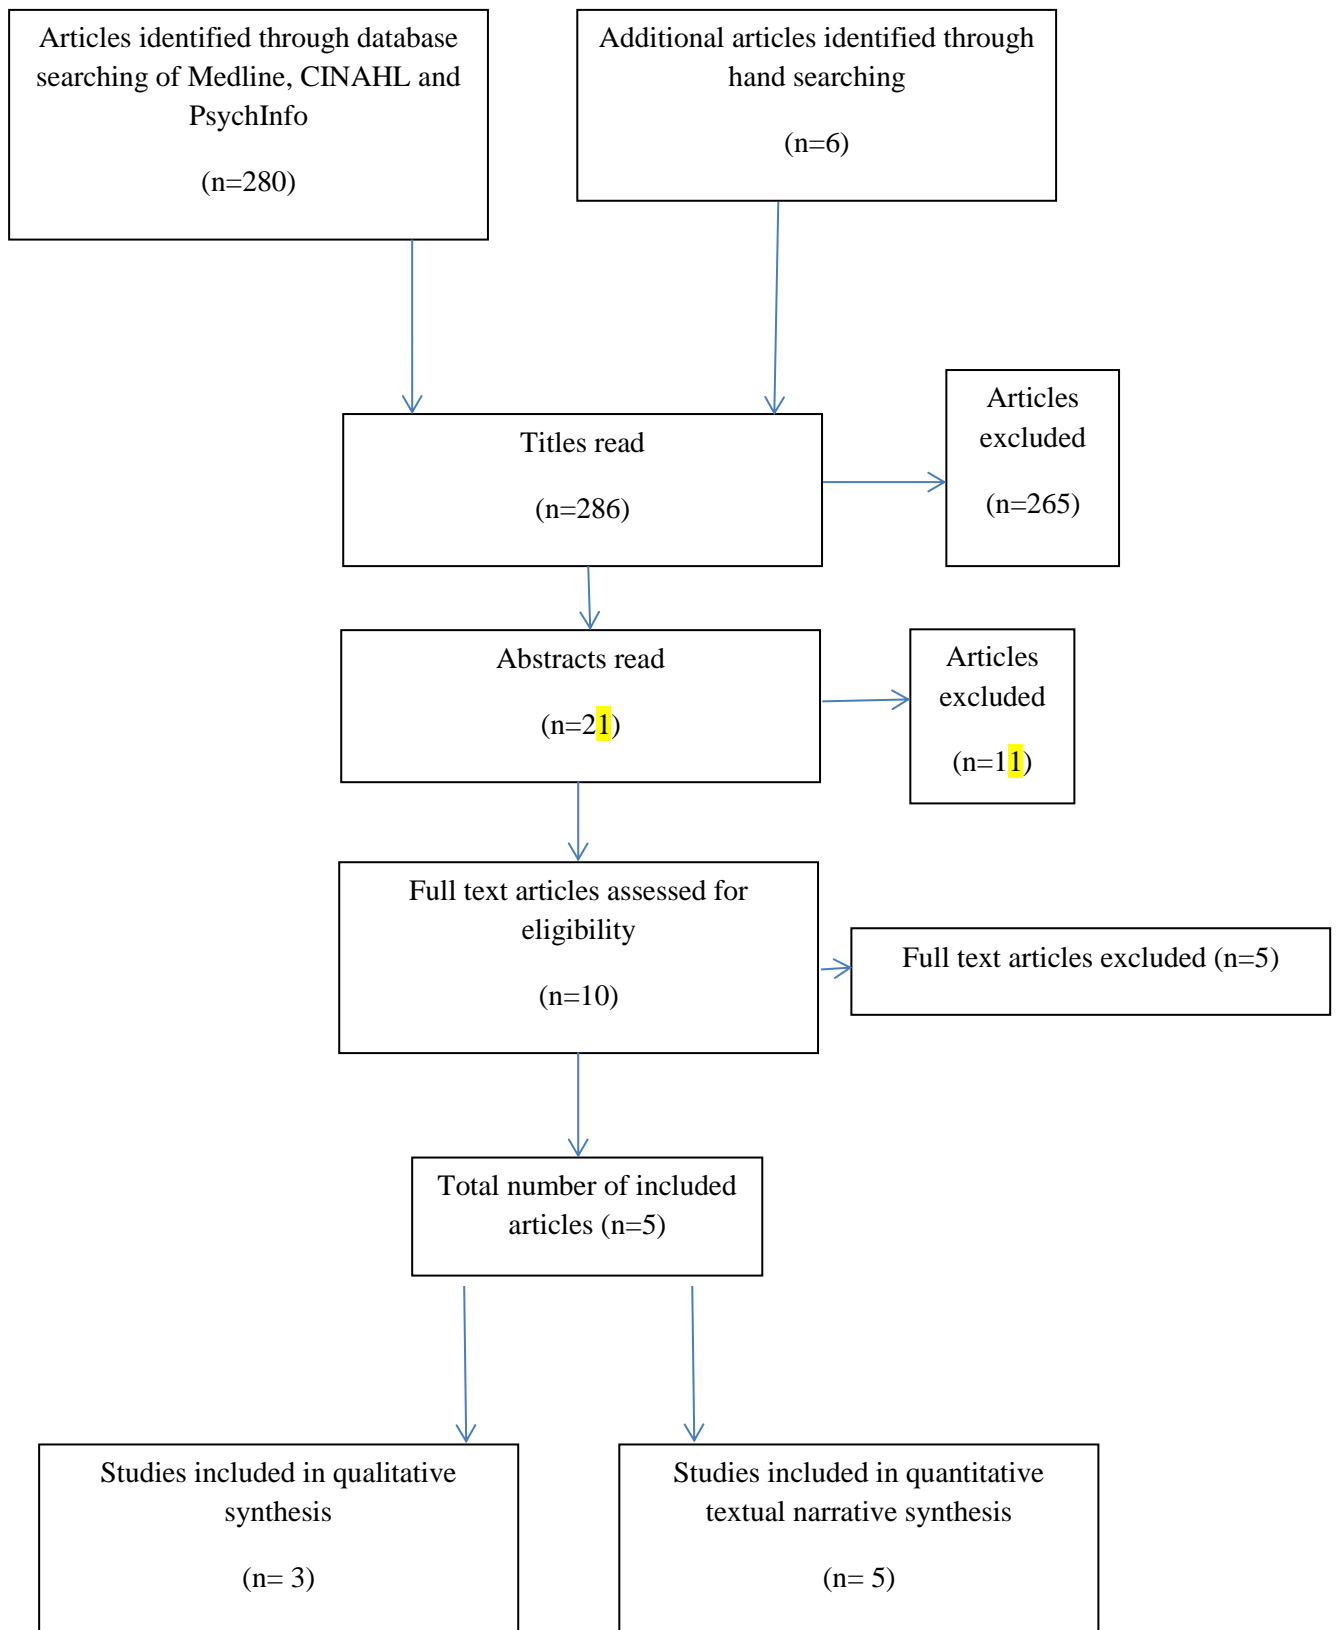 Articles identified through database
searching of Medline, CINAHL and
PsychInfo
(n=280)
Additional articles identified through
hand searching
(n=6)
Titles read
(n=286)
Articles
excluded
(n=265)
Abstracts read
(n=21)
Articles
excluded
(n=11)
Full text articles assessed for
eligibility
(n=10)
Full text articles excluded (n=5)
Total number of included
articles (n=5)
Studies included in qualitative
synthesis
(n= 3)
Studies included in quantitative
textual narrative synthesis
(n= 5)